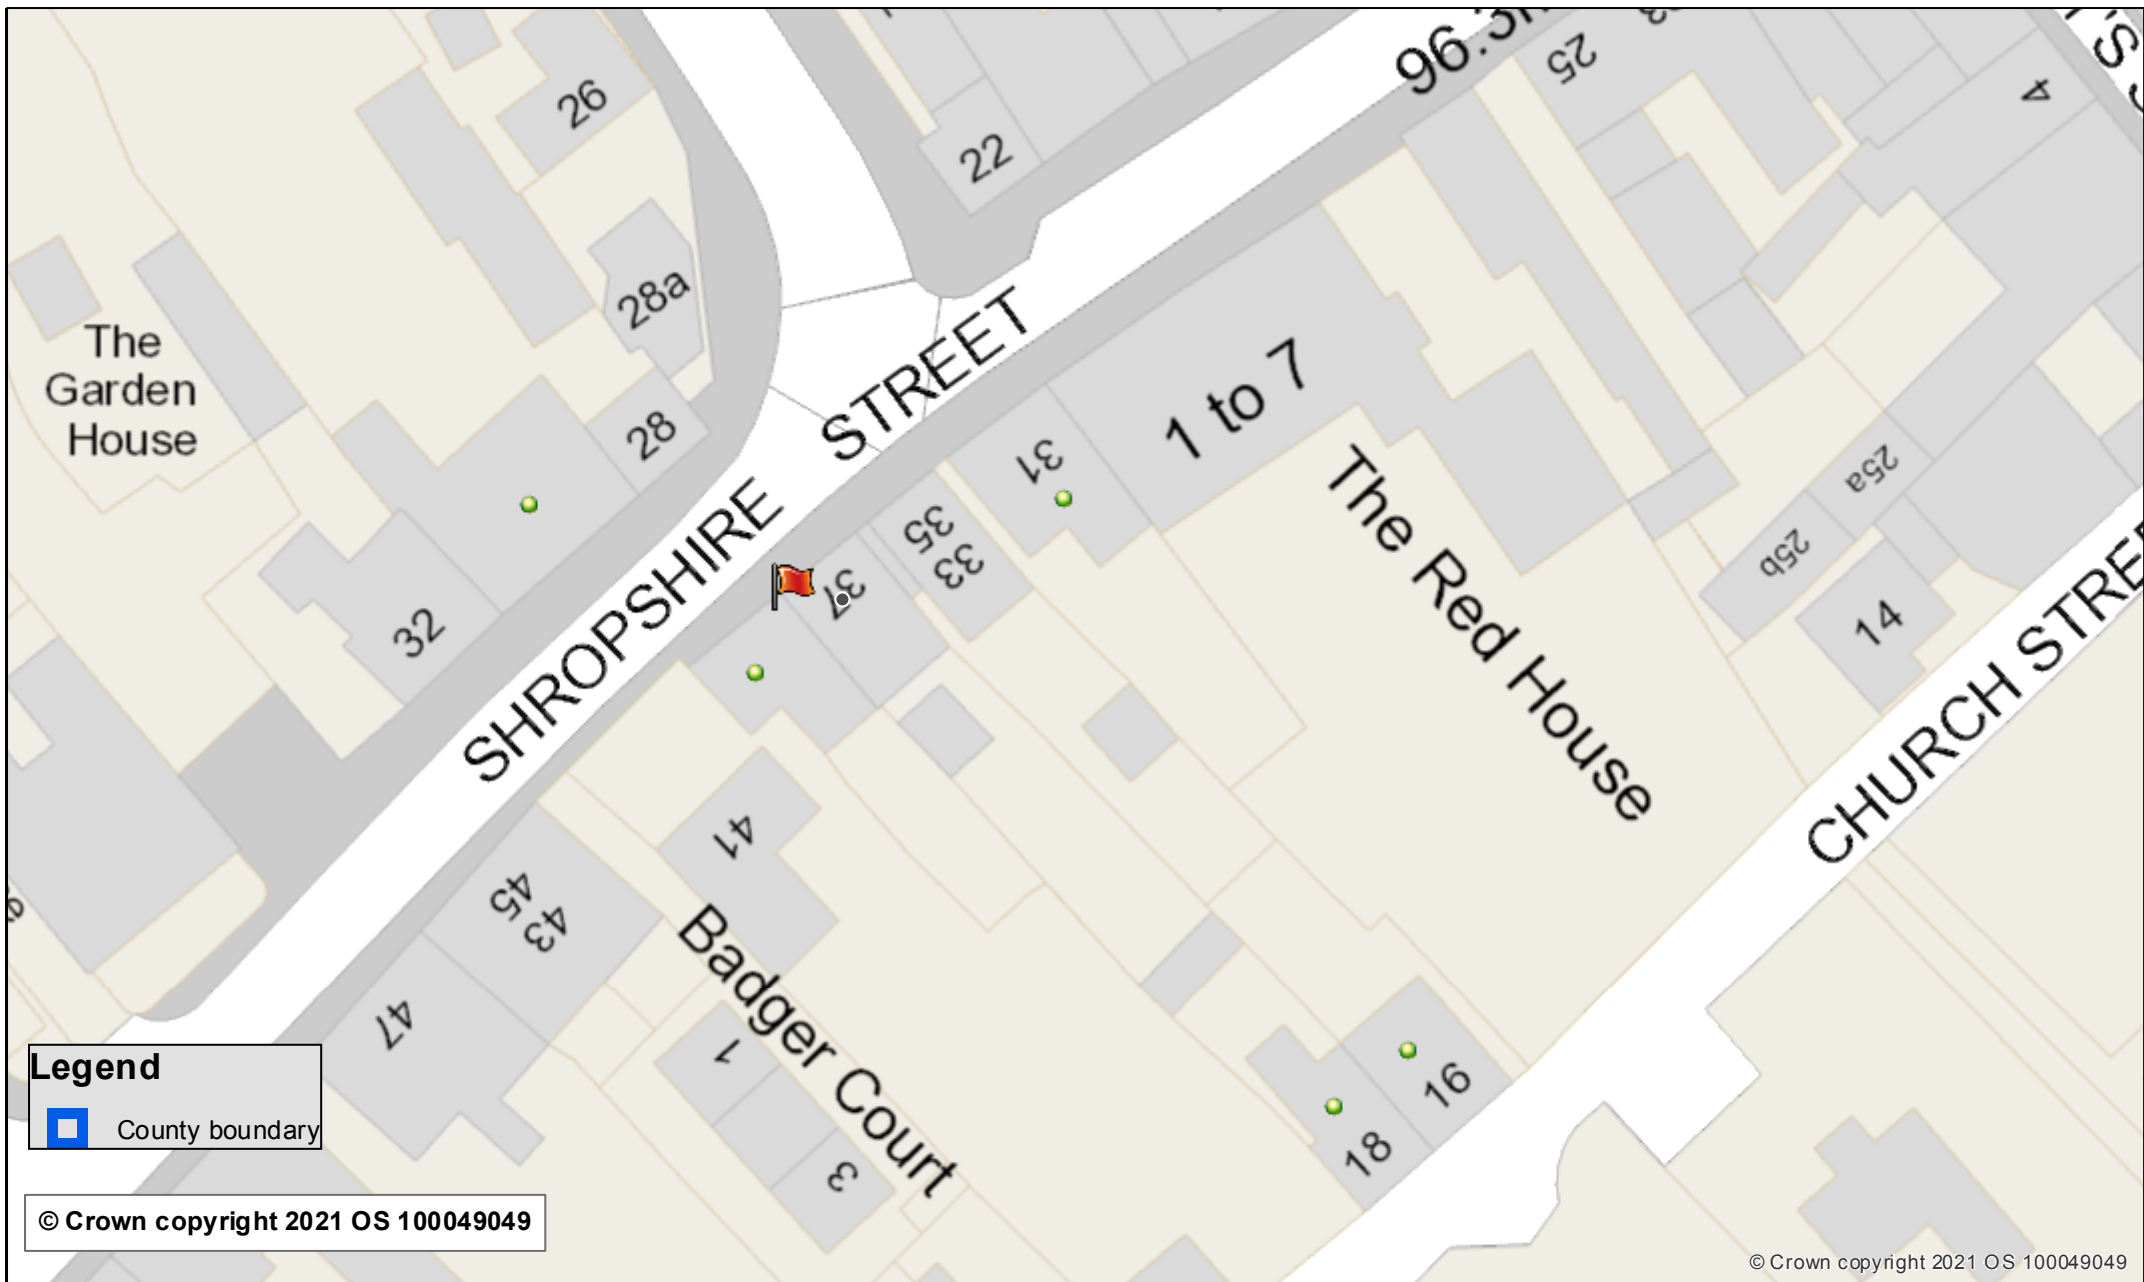 26
22
96.3
25
4
28a
The
Garden
House
28
STREET
31
1 to 7
The Red House
25a
25b
14
35
33
37
32
SHROPSHIRE
CHURCH
41
45
43
47
Badger Court
1
3
16
18
Legend
County boundary
© Crown copyright 2021 OS 100049049
© Crown copyright 2021 OS 100049049